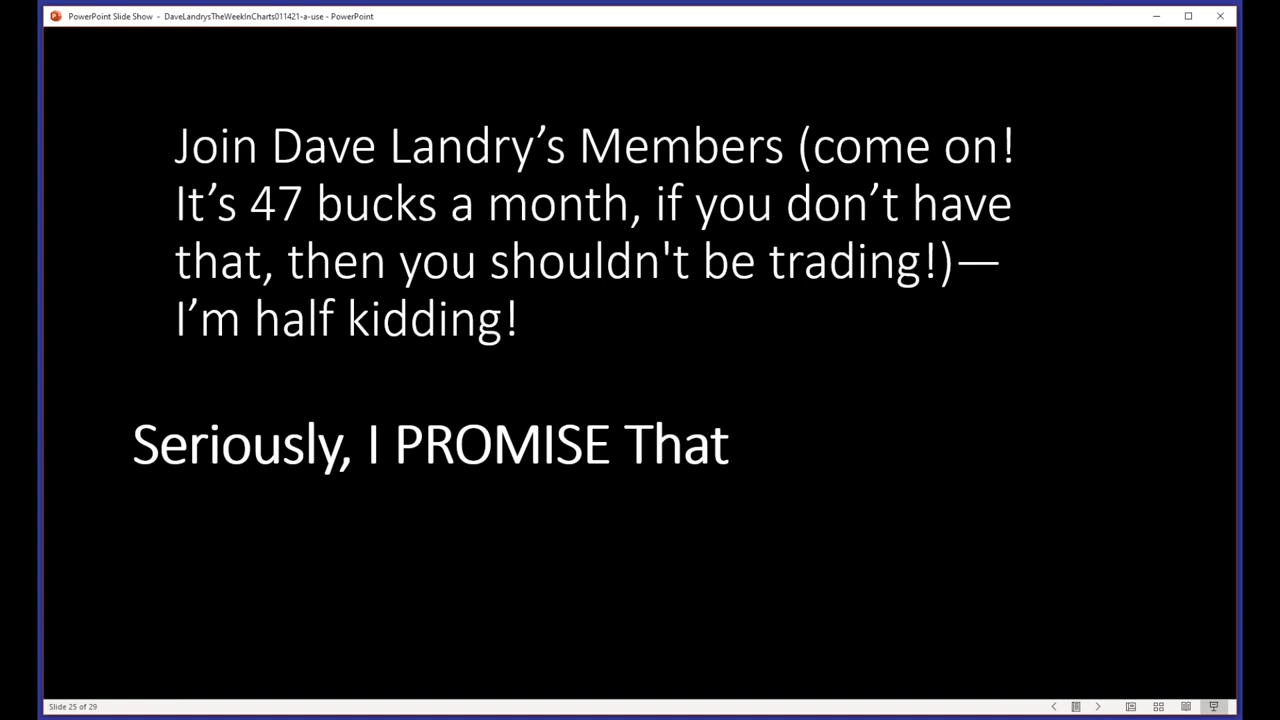 PowerPoint Slide Show - DaveLandrysTheWeekInCharts011421-a-use - PowerPoint
Join Dave Landry’s Members (come on!
It’s 47 bucks a month, if you don’t have
that, then you shouldn't be trading!)—
I’m half kidding!
Seriously, I PROMISE That
Slide 25 of 29